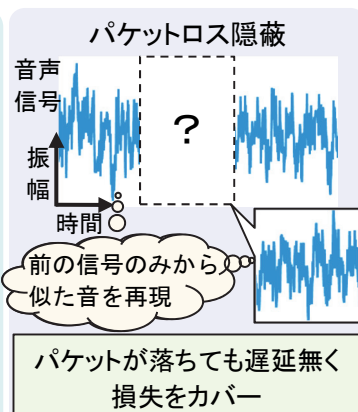 パケットロス隠蔽
音声
信号
?
振
幅
時間
前の信号のみから
似た音を再現
パケットが落ちても遅延無く
損失をカバー